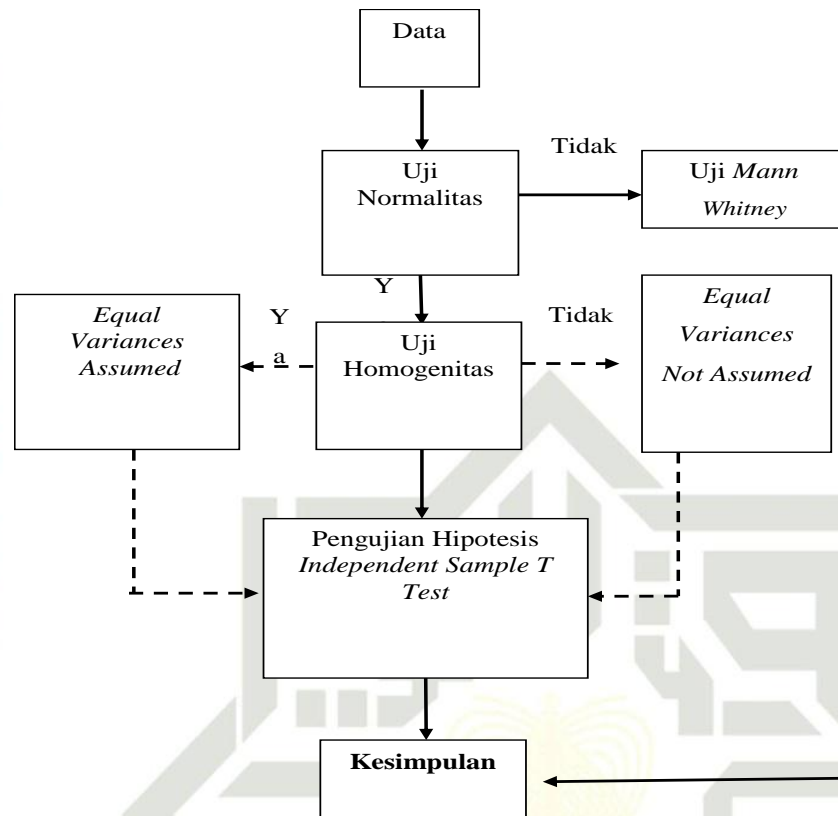 Data
Tidak
Uji
Normalitas
Uji Mann
Whitney
Y
Equal
Variances
Assumed
Y
a
Uji
Homogenitas
Tidak
Equal
Variances
Not Assumed
Pengujian Hipotesis
Independent Sample T
Test
Kesimpulan